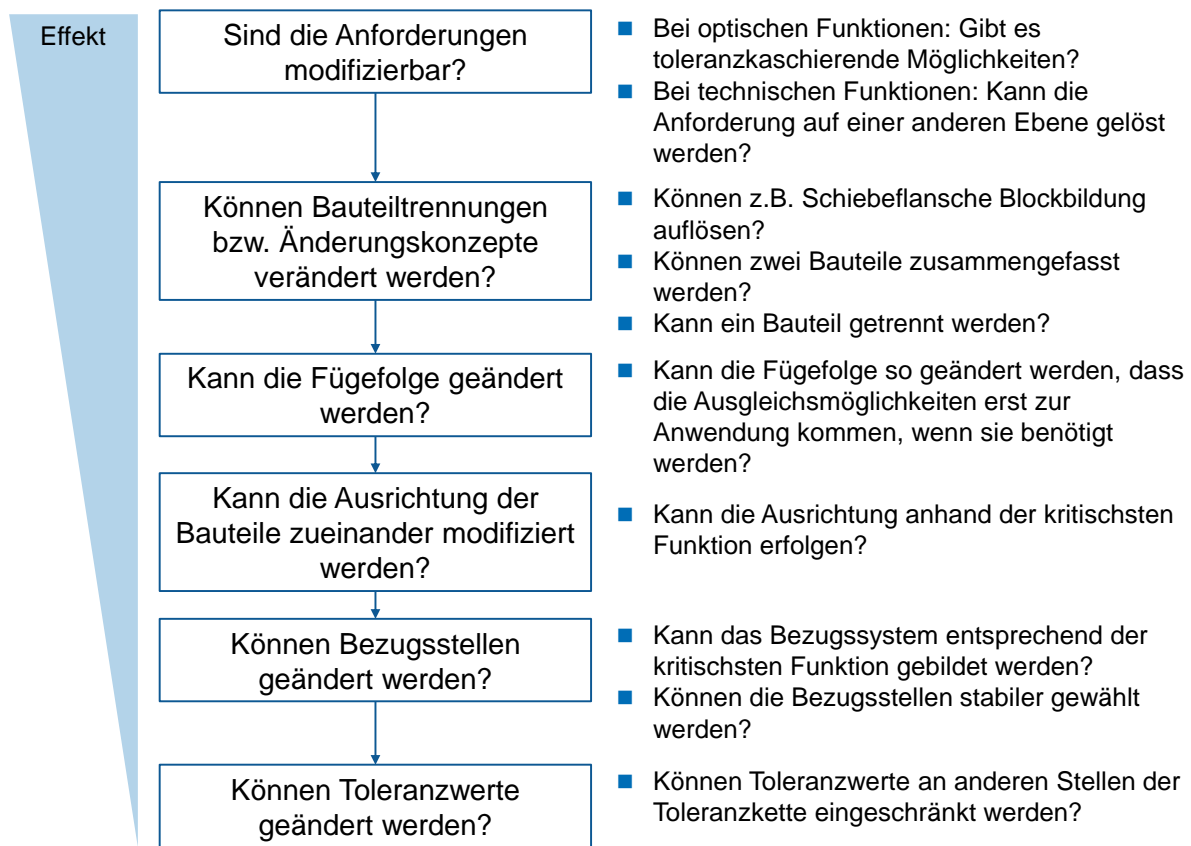 Effekt
Sind die Anforderungen
modifizierbar?
Bei optischen Funktionen: Gibt es
toleranzkaschierende Möglichkeiten?
Bei technischen Funktionen: Kann die
Anforderung auf einer anderen Ebene gelöst
werden?
Können Bauteiltrennungen
bzw. Änderungskonzepte
verändert werden?
Können z.B. Schiebeflansche Blockbildung
auflösen?
Können zwei Bauteile zusammengefasst
werden?
Kann ein Bauteil getrennt werden?
Kann die Fügefolge geändert
werden?
Kann die Fügefolge so geändert werden, dass
die Ausgleichsmöglichkeiten erst zur
Anwendung kommen, wenn sie benötigt
werden?
Kann die Ausrichtung der
Bauteile zueinander modifiziert
werden?
Kann die Ausrichtung anhand der kritischsten
Funktion erfolgen?
Können Bezugsstellen
geändert werden?
Kann das Bezugssystem entsprechend der
kritischsten Funktion gebildet werden?
Können die Bezugsstellen stabiler gewählt
werden?
Können Toleranzwerte
geändert werden?
Können Toleranzwerte an anderen Stellen der
Toleranzkette eingeschränkt werden?